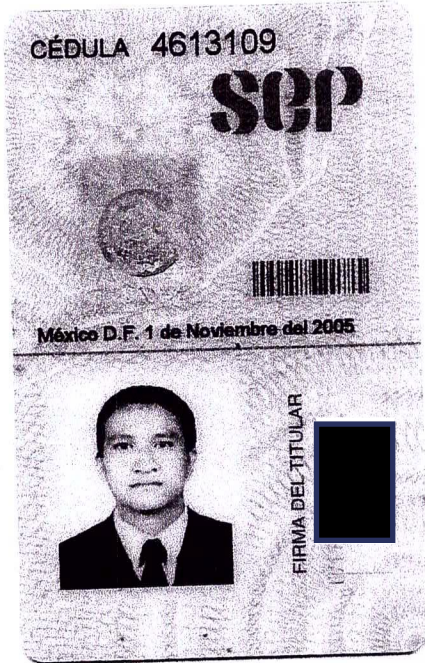 CÉDULA 4613109
SEP
México D.F. 1 de Noviembre del 2005
FIRMA DEL TITULAR